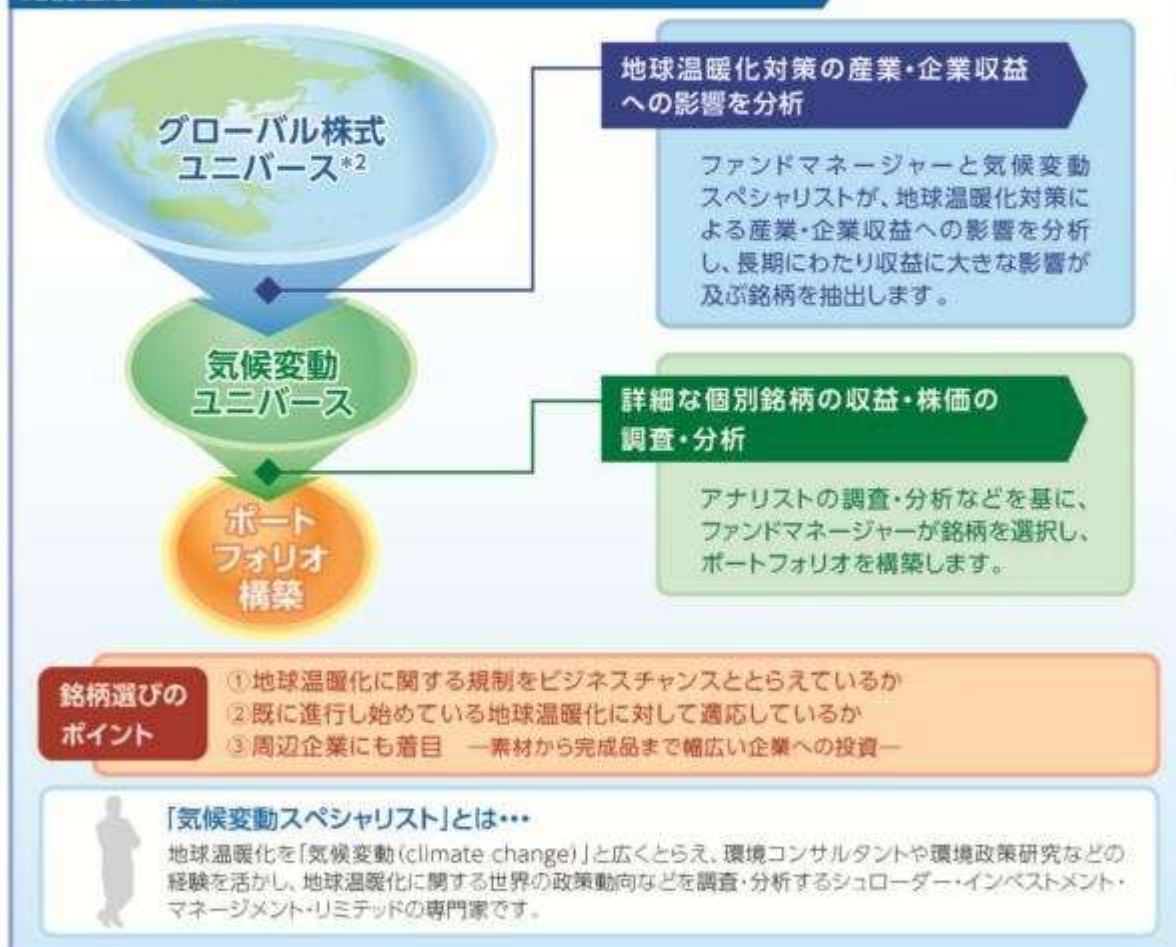 グローバル株式
ユニバース*2
地球温暖化対策の産業・企業収益
への影響を分析
ファンドマネージャーと気候変動
スペシャリストが、地球温暖化対策に
よる産業・企業収益への影響を分析
し、長期にわたり収益に大きな影響が
及ぶ銘柄を抽出します。
気候変動
ユニバース
詳細な個別銘柄の収益・株価の
調査・分析
アナリストの調査・分析などを基に、
ファンドマネージャーが銘柄を選択し、
ポートフォリオを構築します。
ポート
フォリオ
構築
銘柄選びの
ポイント
①地球温暖化に関する規制をビジネスチャンスととらえているか
②既に進行し始めている地球温暖化に対して適応しているか
③周辺企業にも着目 ―素材から完成品まで幅広い企業への投資―
「気候変動スペシャリスト」とは・・・
地球温暖化を「気候変動(climate change)」と広くとらえ、環境コンサルタントや環境政策研究などの
経験を活かし、地球温暖化に関する世界の政策動向などを調査・分析するシュローダー・インベストメント・
マネージメント・リミテッドの専門家です。